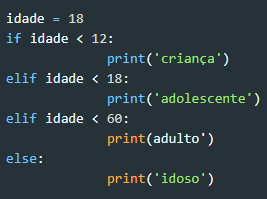 idade = 18
if idade < 12:
print('criança')
elif idade < 18:
print('adolescente')
elif idade < 60:
print(adulto')
else:
print('idoso')